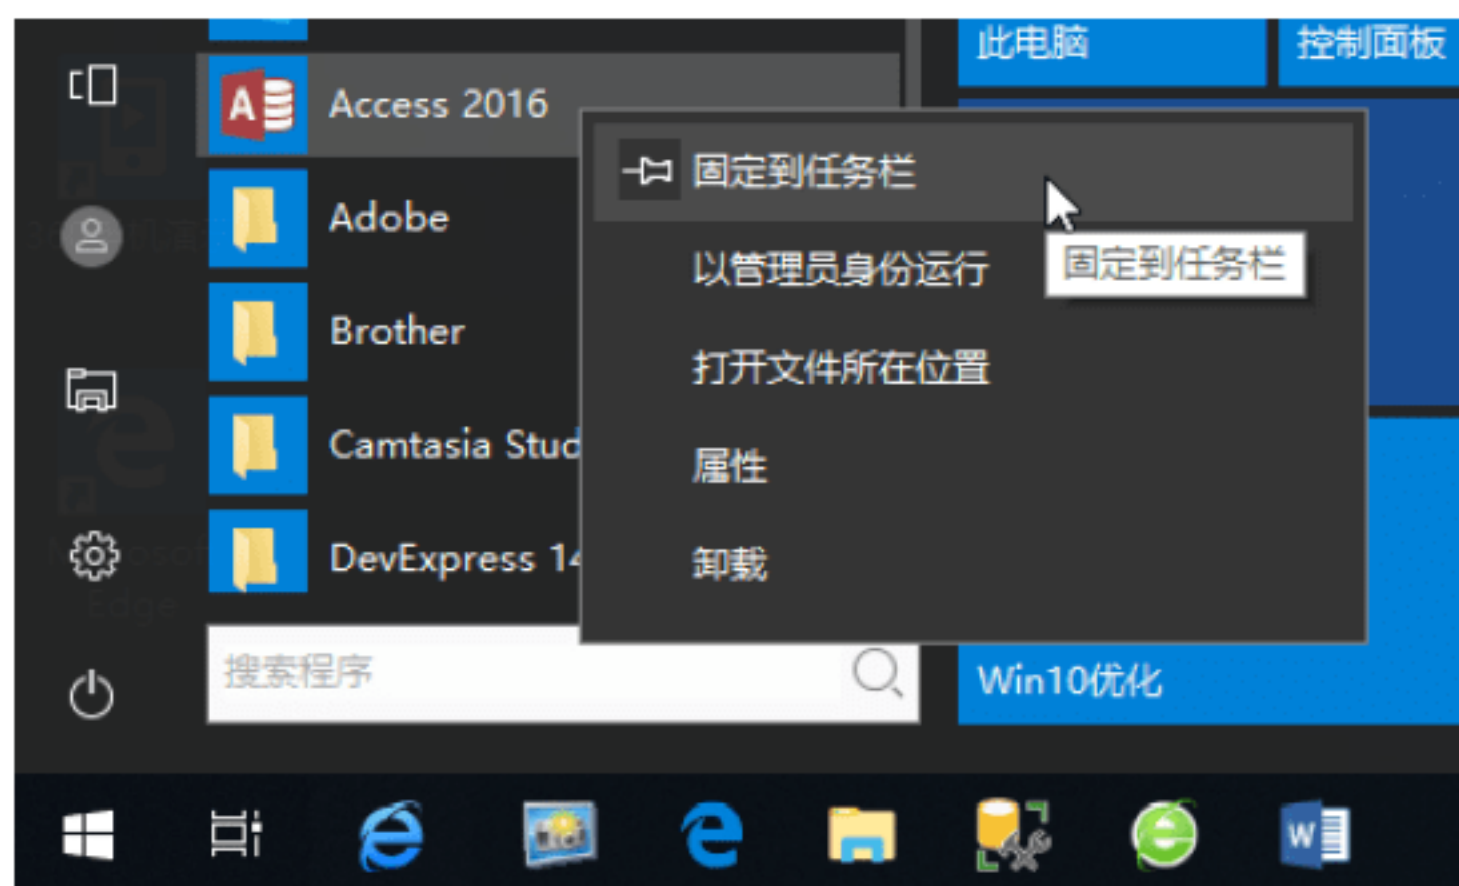 此电脑
控制面板
Access 2016
固定到任务栏
Adobe
以管理员身份运行
固定到任务栏
Brother
打开文件所在位置
Camtasia Stud
属性
DevExpress 14
卸载
Edge
搜索程序
Win10优化